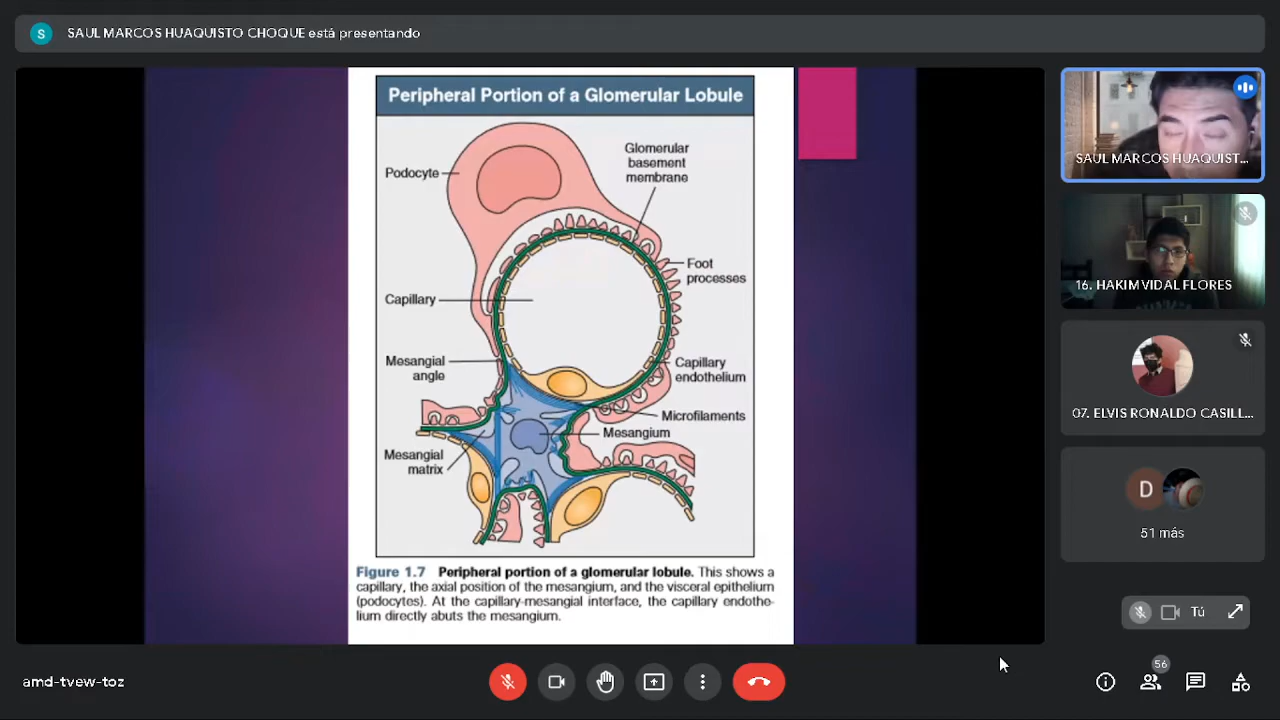 S
SAUL MARCOS HUAQUISTO CHOQUE está presentando
Peripheral Portion of a Glomerular Lobule
Podocyte
Glomerular
basement
membrane
Foot
processes
Capillary
Mesangial
angle
Capillary
endothelium
Microfilaments
Mesangium
Mesangial
matrix
Figure 1.7 Peripheral portion of a glomerular lobule. This shows a
capillary, the axial position of the mesangium, and the visceral epithelium
(podocytes). At the capillary-mesangial interface, the capillary endothe-
lium directly abuts the mesangium.
SAUL MARCOS HUAQUIST...
16. HAKIM VIDAL FLORES
07. ELVIS RONALDO CASILL...
D
51 más
Tú
amd-tvew-toz
56